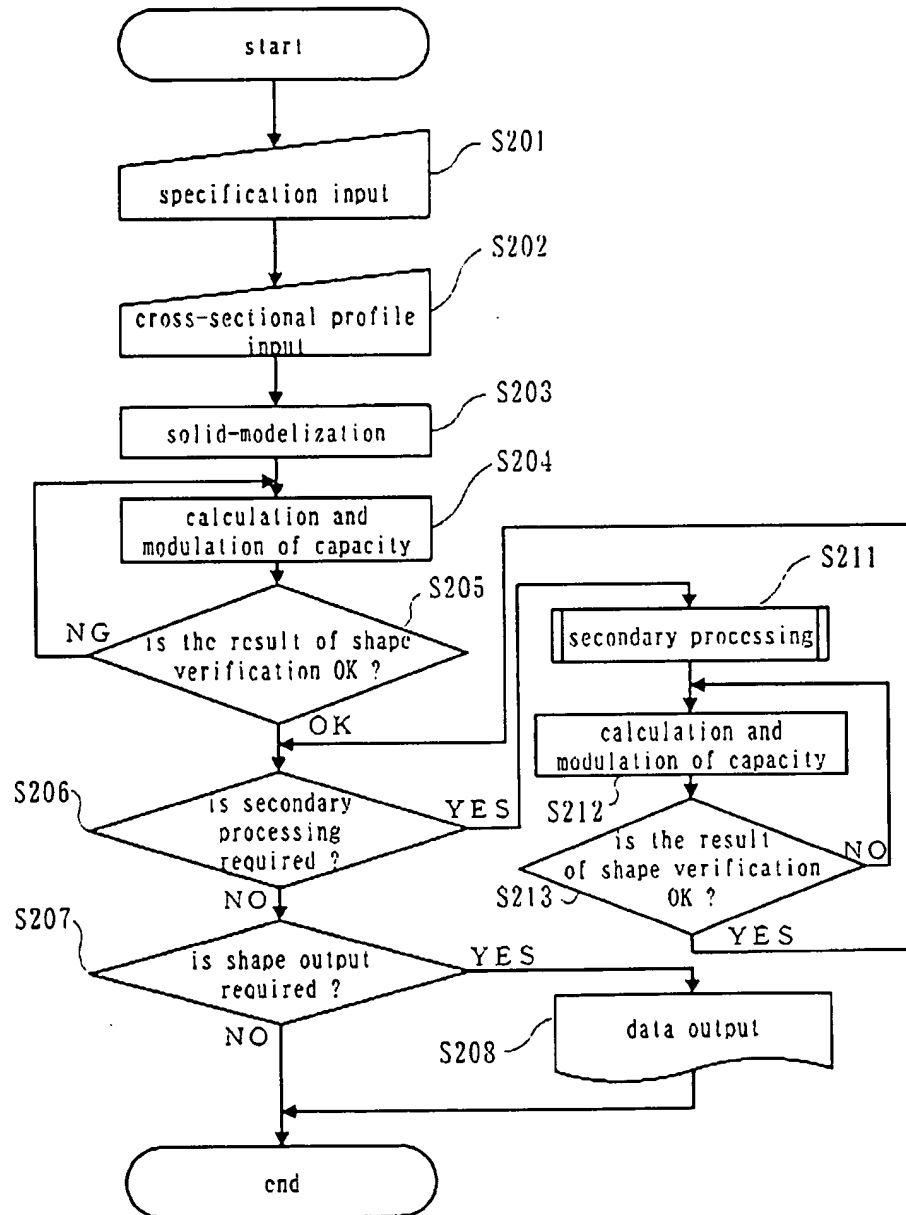 start
S201
specification input
S202
cross-sectional profile
input
S203
solid-modelization
S204
calculation and
modulation of capacity
S205
NG
is the result of shape
verification OK ?
OK
S206
is secondary
processing
required ?
YES
NO
S207
is shape output
required ?
YES
NO
S211
secondary processing
calculation and
modulation of capacity
S212
is the result
of shape verification
OK ?
NO
S213
YES
data output
S208
end